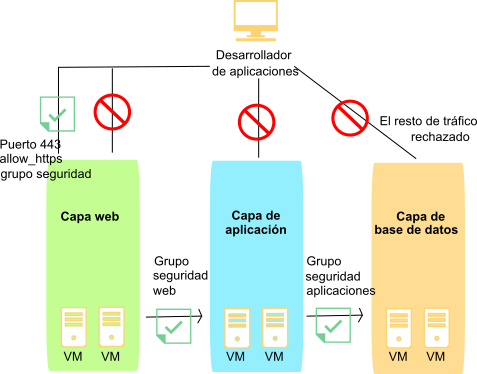 Desarrollador
de aplicaciones
El resto de tráfico
rechazado
Puerto 443
allow_https
grupo seguridad
Capa web
Capa de
aplicación
Capa de
base de datos
Grupo
seguridad
web
Grupo
seguridad
aplicaciones
VM
VM
VM
VM
VM
VM